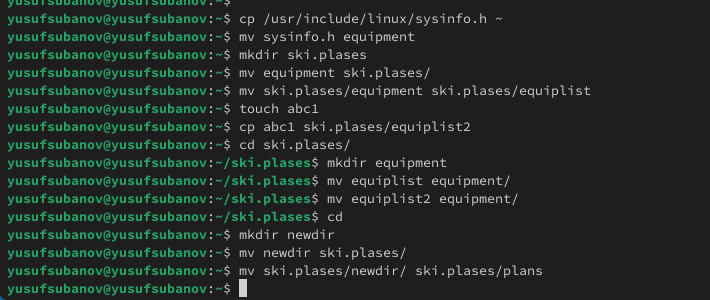 yusufsubanov@yusufsubanov:~$
yusufsubanov@yusufsubanov:~$ cp /usr/include/linux/sysinfo.h ~
yusufsubanov@yusufsubanov:~$ mv sysinfo.h equipment
yusufsubanov@yusufsubanov:~$ mkdir ski.plases
yusufsubanov@yusufsubanov:~$ mv equipment ski.plases/
yusufsubanov@yusufsubanov:~$ mv ski.plases/equipment ski.plases/equiplist
yusufsubanov@yusufsubanov:~$ touch abc1
yusufsubanov@yusufsubanov:~$ cp abc1 ski.plases/equiplist2
yusufsubanov@yusufsubanov:~$ cd ski.plases/
yusufsubanov@yusufsubanov:~/ski.plases$ mkdir equipment
yusufsubanov@yusufsubanov:~/ski.plases$ mv equiplist equipment/
yusufsubanov@yusufsubanov:~/ski.plases$ mv equiplist2 equipment/
yusufsubanov@yusufsubanov:~/ski.plases$ cd
yusufsubanov@yusufsubanov:~$ mkdir newdir
yusufsubanov@yusufsubanov:~$ mv newdir ski.plases/
yusufsubanov@yusufsubanov:~$ mv ski.plases/newdir/ ski.plases/plans
yusufsubanov@yusufsubanov:~$